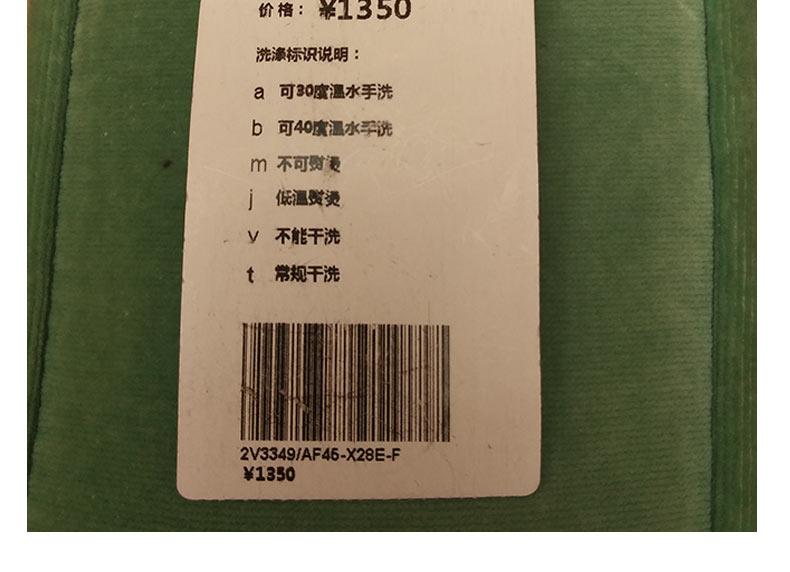 价格： ¥1350
洗涤标识说明：
a 可30度温水手洗
b 可40度温水手洗
m 不可熨烫
j 低温熨烫
v 不能干洗
t 常规干洗
2V3349/AF46-X28E-F
¥1350